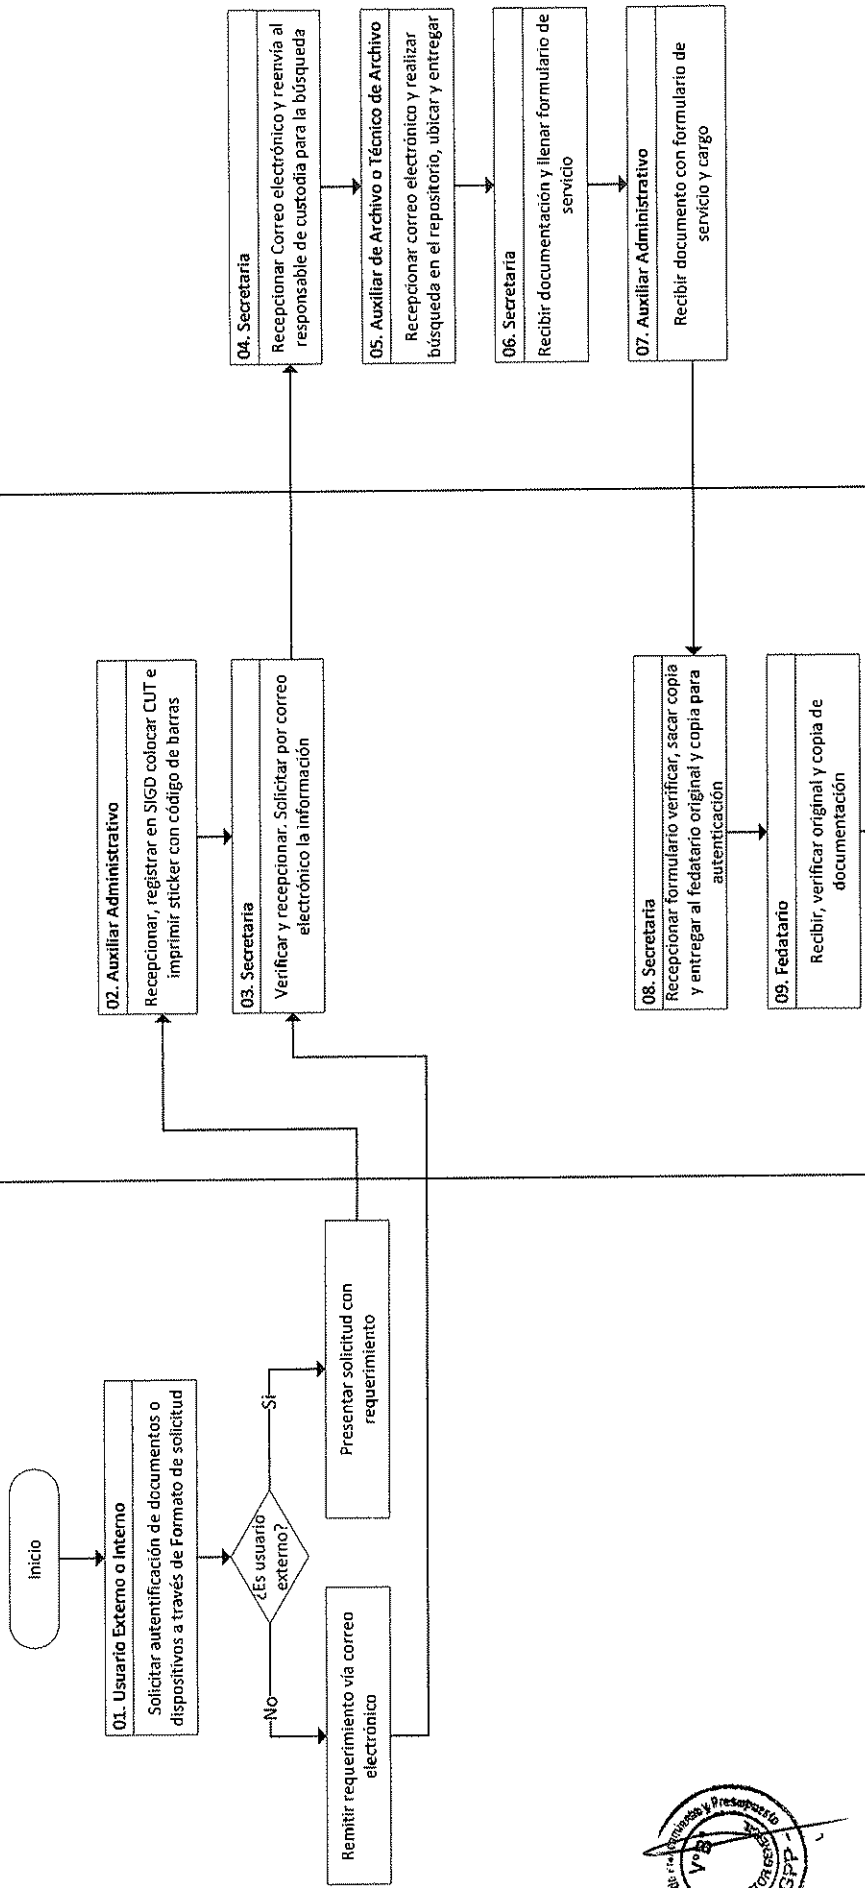 Inicio
01. Usuario Externo o Interno
Solicitar autentificación de documentos o
dispositivos a través de Formato de solicitud
¿Es usuario
externo?
No
Si
Remitir requerimiento vía correo
electrónico
Presentar solicitud con
requerimiento
02. Auxiliar Administrativo
Recepcionar, registrar en SIGD colocar CUT e
imprimir sticker con código de barras
03. Secretaria
Verificar y recepcionar. Solicitar por correo
electrónico la información
04. Secretaria
Recepcionar Correo electrónico y reenvía al
responsable de custodia para la búsqueda
05. Auxiliar de Archivo o Técnico de Archivo
Recepcionar correo electrónico y realizar
búsqueda en el repositorio, ubicar y entregar
06. Secretaria
Recibir documentación y llenar formulario de
servicio
07. Auxiliar Administrativo
Recibir documento con formulario de
servicio y cargo
08. Secretaria
Recepcionar formulario verificar, sacar copia
y entregar al fedatario original y copia para
autenticación
09. Fedatario
Recibir, verificar original y copia de
documentación
y Presupuesto
V°B°